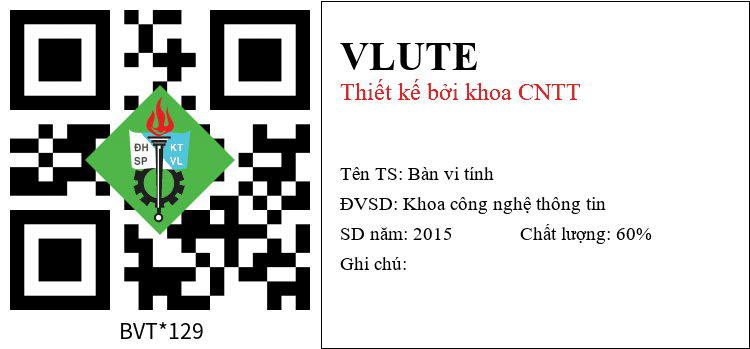 ĐH
SP
KT
VL
BVT*129
VLUTE
Thiết kế bởi khoa CNTT
Tên TS: Bàn vi tính
ĐVSD: Khoa công nghệ thông tin
SD năm: 2015 Chất lượng: 60%
Ghi chú: